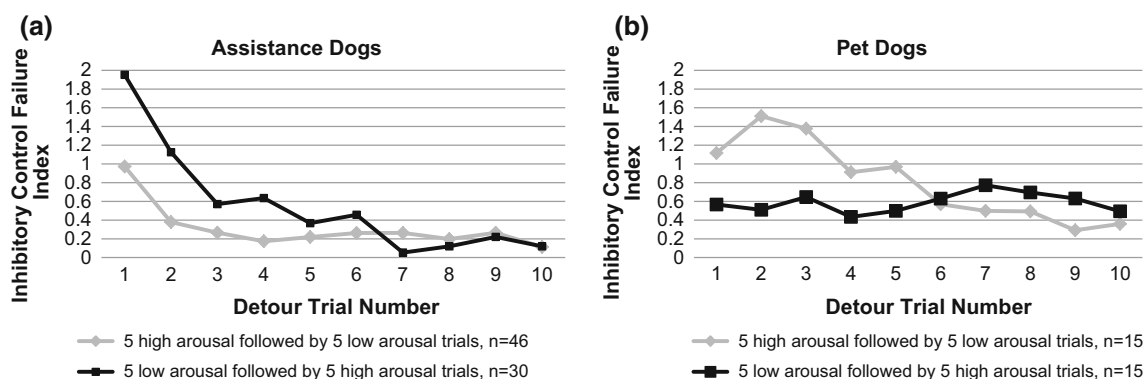 (a)
Assistance Dogs
Inhibitory Control Failure
Index
2
1.8
1.6
1.4
1.2
1
0.8
0.6
0.4
0.2
0
1 2 3 4 5 6 7 8 9 10
Detour Trial Number
5 high arousal followed by 5 low arousal trials, n=46
5 low arousal followed by 5 high arousal trials, n=30
(b)
Pet Dogs
Inhibitory Control Failure
Index
2
1.8
1.6
1.4
1.2
1
0.8
0.6
0.4
0.2
0
1 2 3 4 5 6 7 8 9 10
Detour Trial Number
5 high arousal followed by 5 low arousal trials, n=15
5 low arousal followed by 5 high arousal trials, n=15